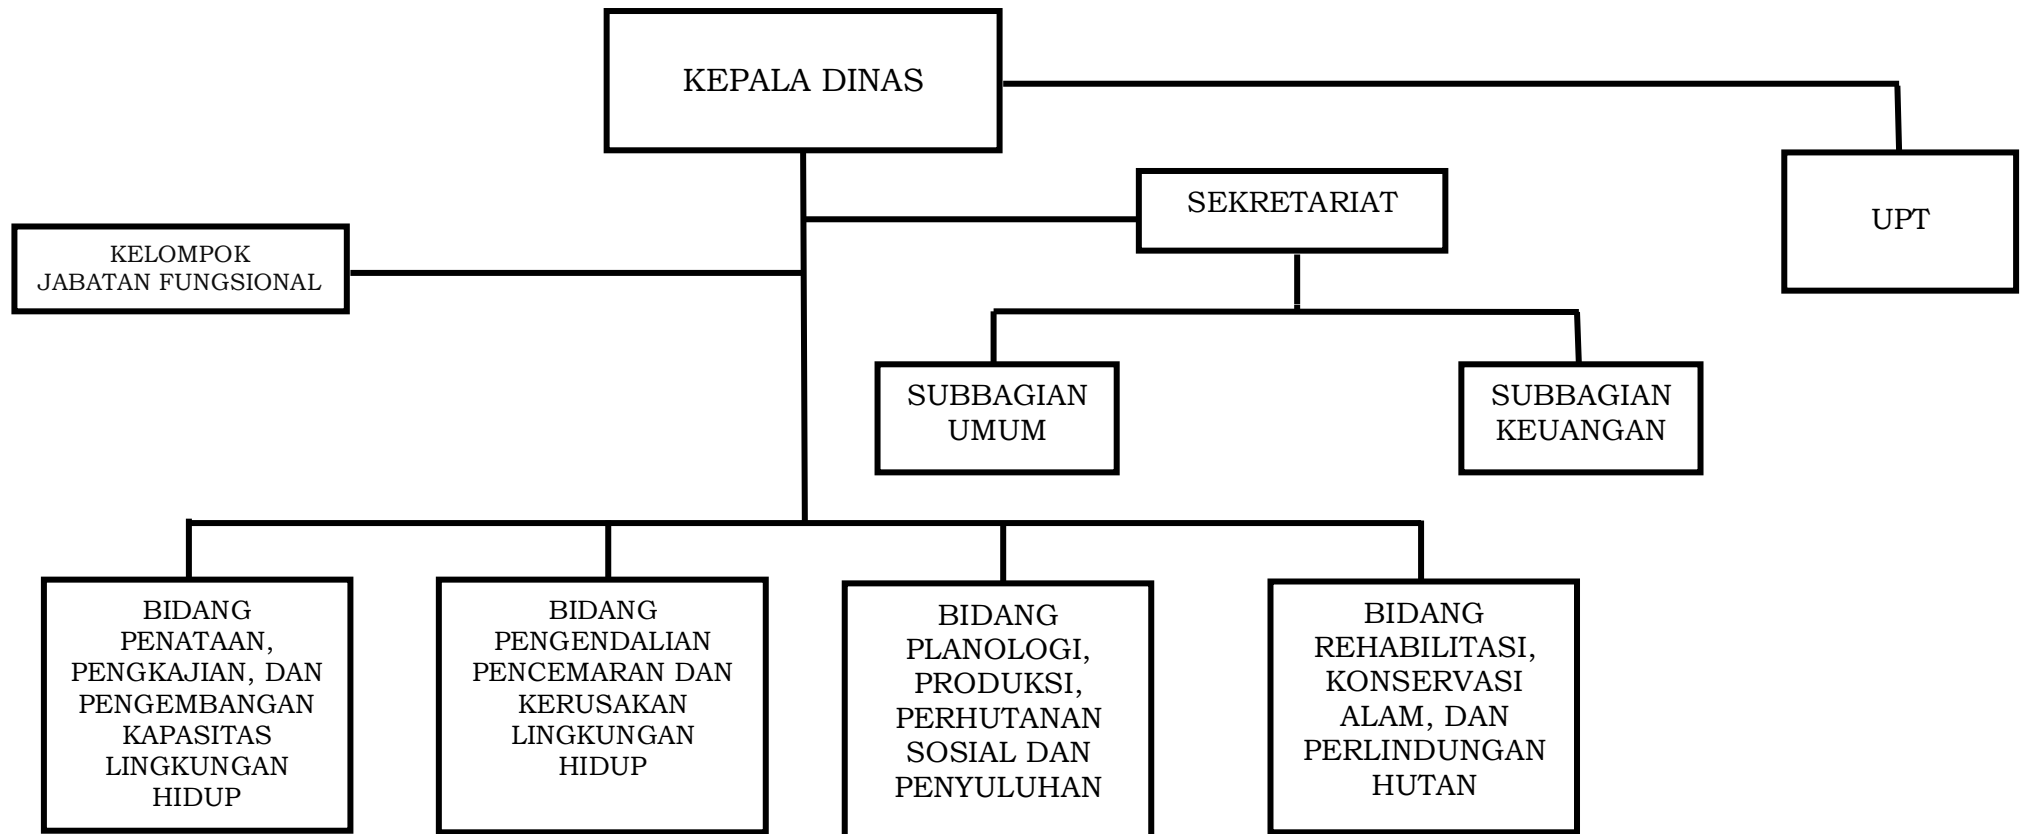 KEPALA DINAS
SEKRETARIAT
UPT
KELOMPOK
JABATAN FUNGSIONAL
SUBBAGIAN
UMUM
SUBBAGIAN
KEUANGAN
BIDANG
PENATAAN,
PENGKAJIAN, DAN
PENGEMBANGAN
KAPASITAS
LINGKUNGAN
HIDUP
BIDANG
PENGENDALIAN
PENCEMARAN DAN
KERUSAKAN
LINGKUNGAN
HIDUP
BIDANG
PLANOLOGI,
PRODUKSI,
PERHUTANAN
SOSIAL DAN
PENYULUHAN
BIDANG
REHABILITASI,
KONSERVASI
ALAM, DAN
PERLINDUNGAN
HUTAN